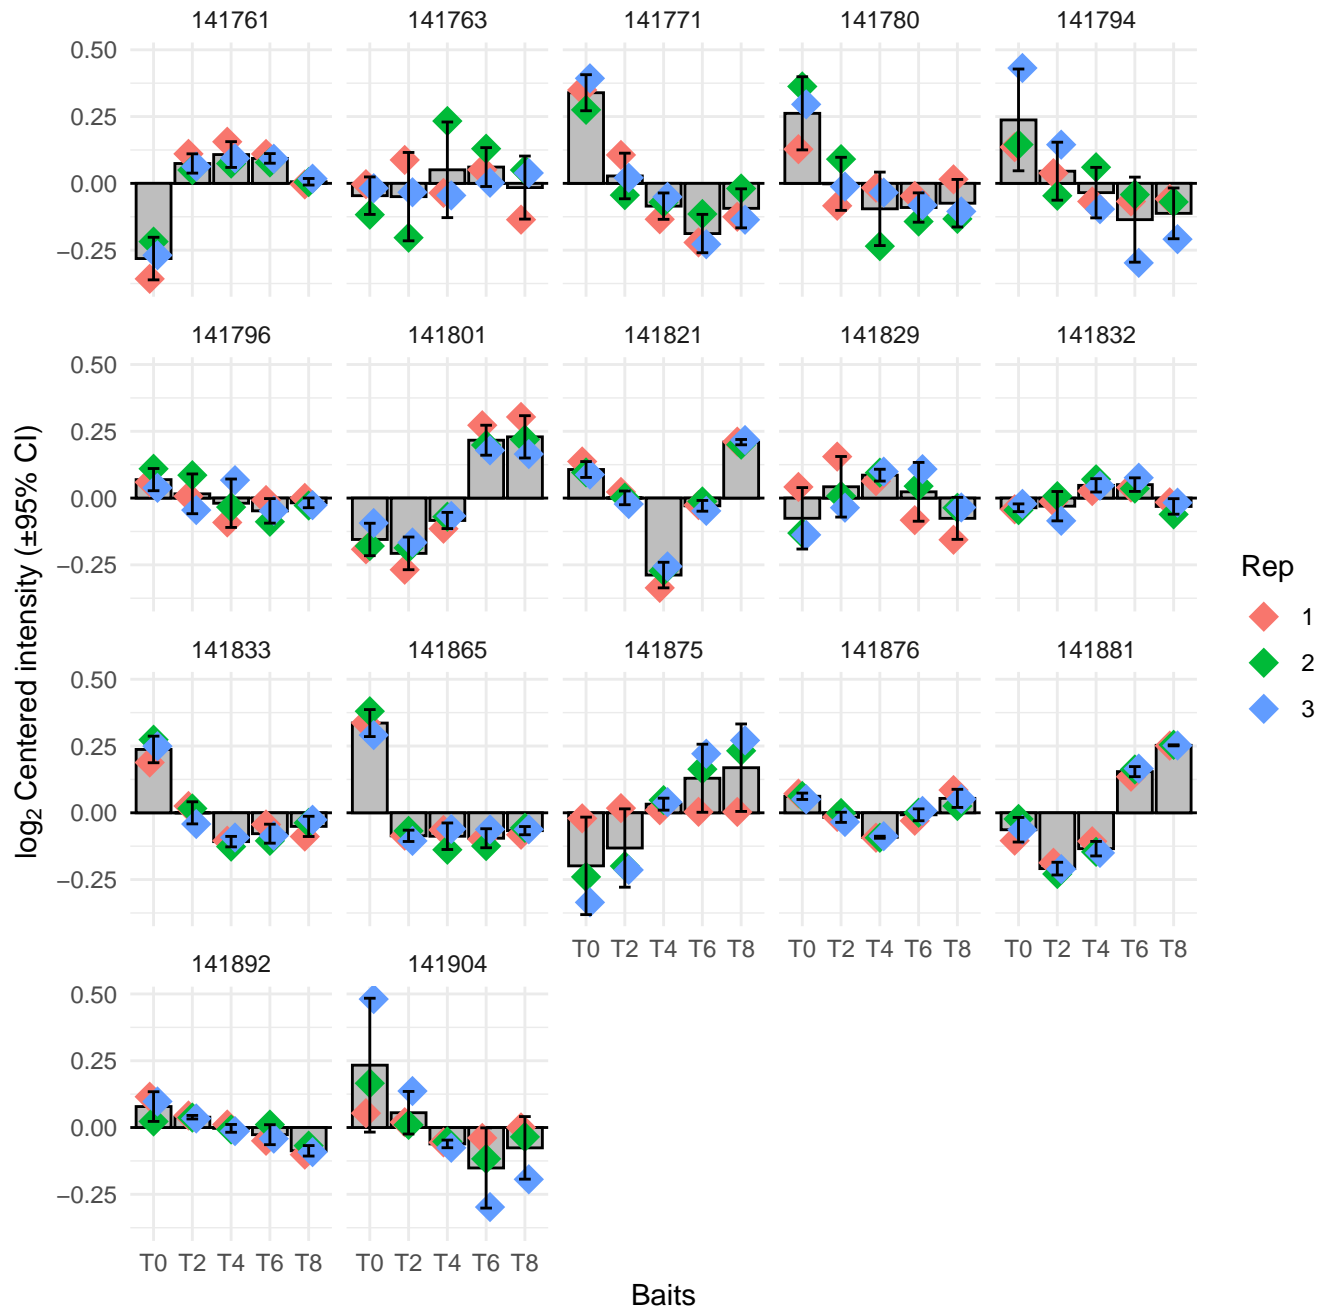 141761 141763 141771 141780 141794
0.50
0.25
0.00
−0.25
141796 141801 141821 141829 141832
0.50
0.25
0.00
−0.25
141833 141865 141875 141876 141881
0.50
0.25
0.00
−0.25
T0 T2 T4 T6 T8 T0 T2 T4 T6 T8 T0 T2 T4 T6 T8
141892 141904
0.50
0.25
0.00
−0.25
T0 T2 T4 T6 T8 T0 T2 T4 T6 T8
Baits
log₂ Centered intensity (±95% CI)
Rep
1
2
3